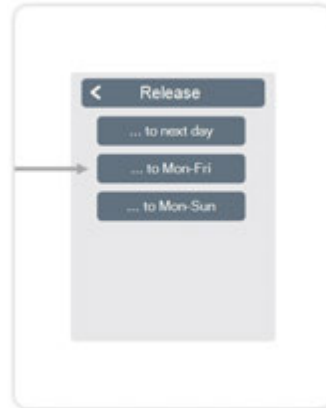 Release
... to next day
... to Mon-Fri
... to Mon-Sun